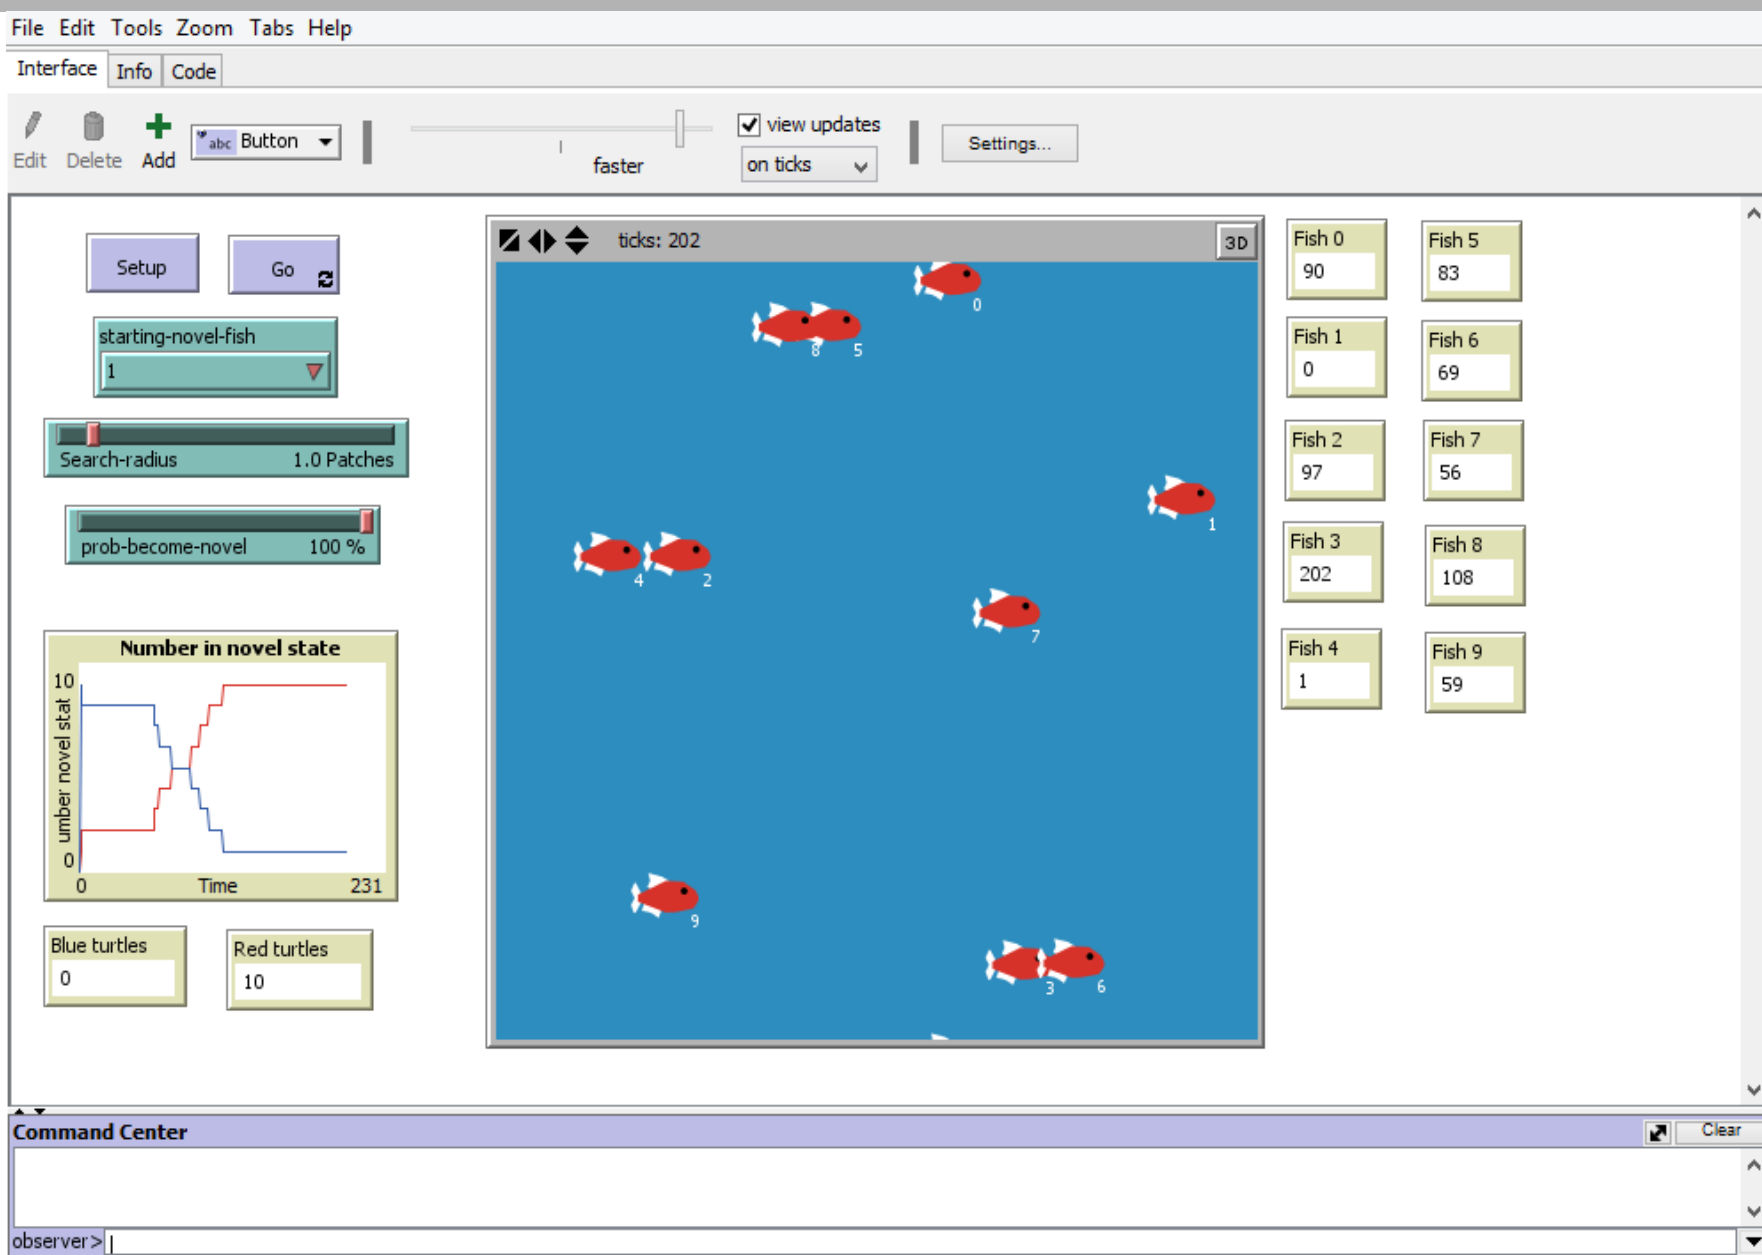 File Edit Tools Zoom Tabs Help
Interface Info Code
Edit Delete Add abc Button faster view updates on ticks Settings...
Setup Go
starting-novel-fish
1
Search-radius 1.0 Patches
prob-become-novel 100 %
Number in novel state
10
umber novel stat
0
0 Time 231
Blue turtles
0
Red turtles
10
ticks: 202 3D
0
8 5
1
4 2
7
9
3 6
Fish 0
90
Fish 5
83
Fish 1
0
Fish 6
69
Fish 2
97
Fish 7
56
Fish 3
202
Fish 8
108
Fish 4
1
Fish 9
59
Command Center Clear
observer>